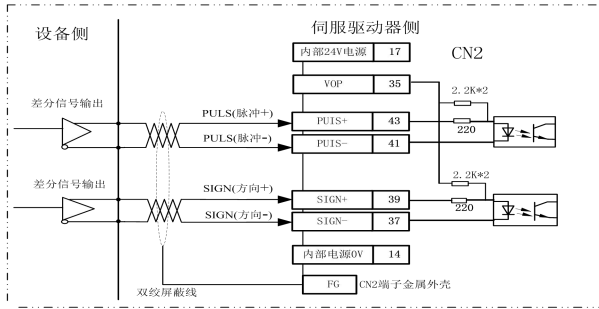 设备侧
伺服驱动器侧
CN2
内部24V电源 17
VOP 35
2.2K*2
差分信号输出
PULS(脉冲+)
PUIS+ 43
220
PULS(脉冲-)
PUIS- 41
2.2K*2
差分信号输出
SIGN(方向+)
SIGN+ 39
220
SIGN(方向-)
SIGN- 37
内部电源0V 14
双绞屏蔽线
FG
CN2端子金属外壳